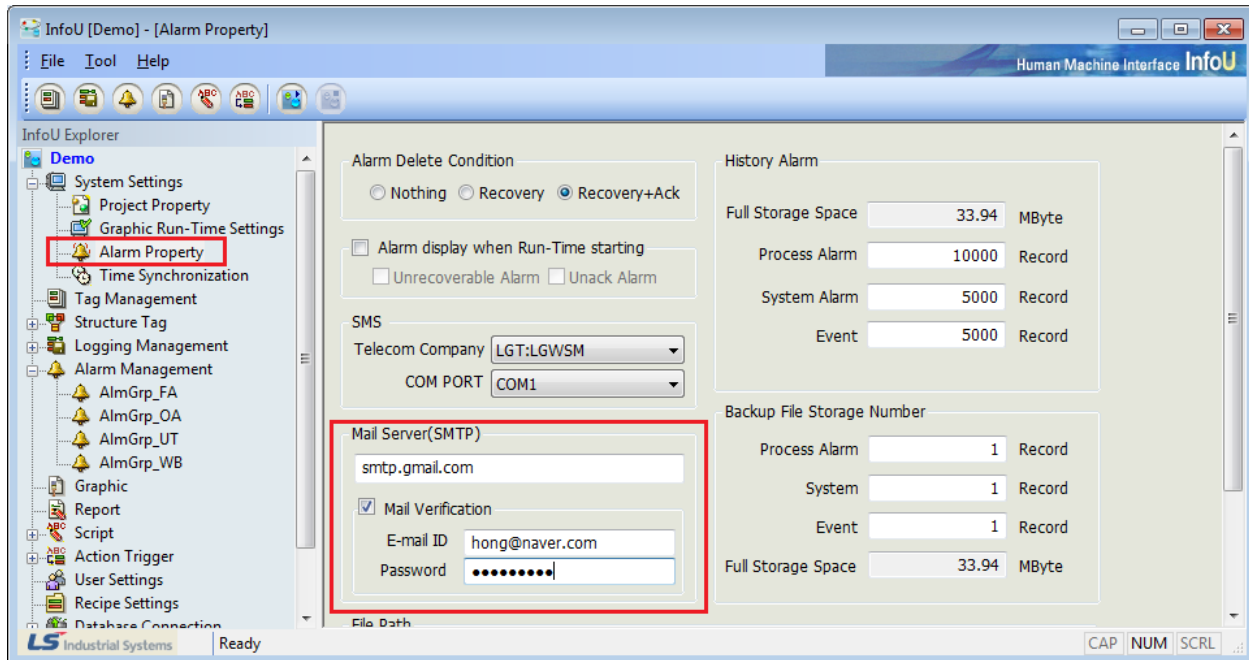 InfoU [Demo] - [Alarm Property]
File Tool Help
Human Machine Interface InfoU
InfoU Explorer
Demo
System Settings
Project Property
Graphic Run-Time Settings
Alarm Property
Time Synchronization
Tag Management
Structure Tag
Logging Management
Alarm Management
AlmGrp_FA
AlmGrp_OA
AlmGrp_UT
AlmGrp_WB
Graphic
Report
Script
Action Trigger
User Settings
Recipe Settings
Database Connection
Alarm Delete Condition
Nothing Recovery Recovery+Ack
Alarm display when Run-Time starting
Unrecoverable Alarm Unack Alarm
SMS
Telecom Company LGT:LGWSM
COM PORT COM1
Mail Server(SMTP)
smtp.gmail.com
Mail Verification
E-mail ID hong@naver.com
Password •••••••••
File Path
History Alarm
Full Storage Space 33.94 MByte
Process Alarm 10000 Record
System Alarm 5000 Record
Event 5000 Record
Backup File Storage Number
Process Alarm 1 Record
System 1 Record
Event 1 Record
Full Storage Space 33.94 MByte
LS Industrial Systems Ready CAP NUM SCRL